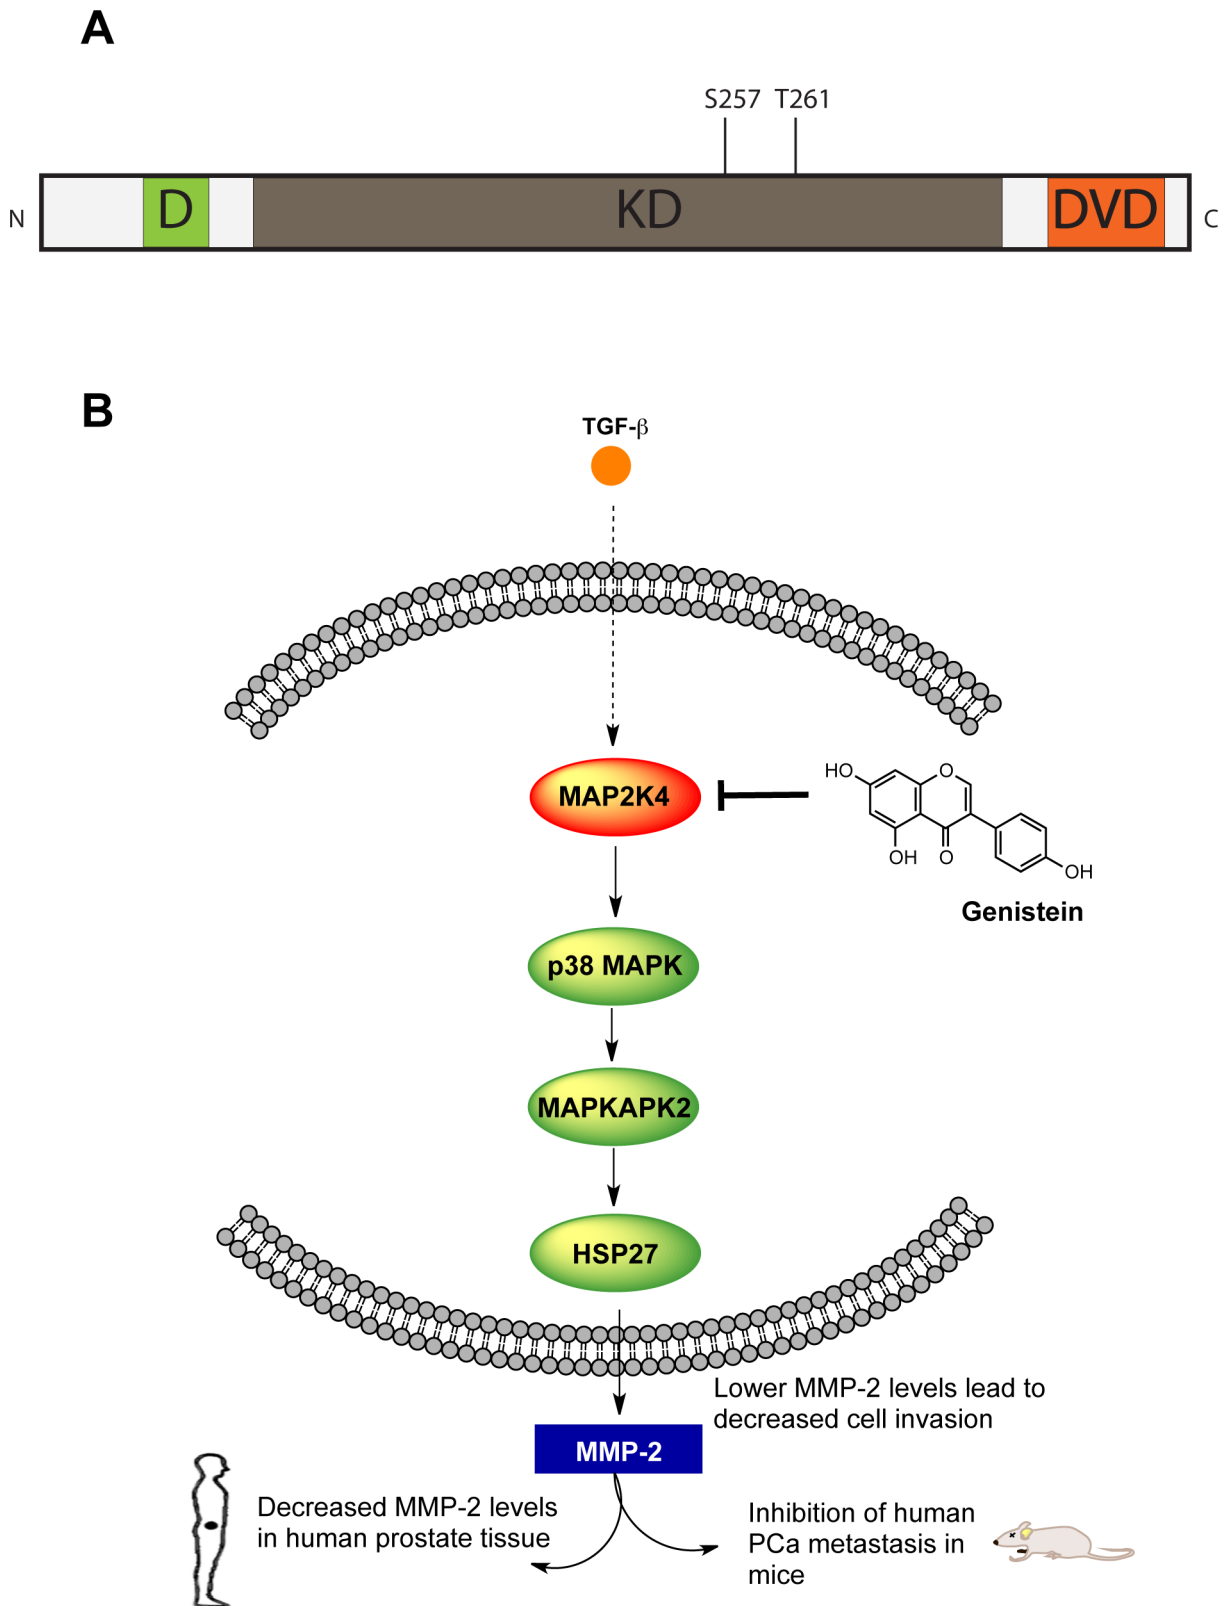 A
S257 T261
N D KD DVD C
B
TGF-β
MAP2K4
HO
O
OH
O
OH
Genistein
p38 MAPK
MAPKAPK2
HSP27
Lower MMP-2 levels lead to
decreased cell invasion
MMP-2
Decreased MMP-2 levels
in human prostate tissue
Inhibition of human
PCa metastasis in
mice